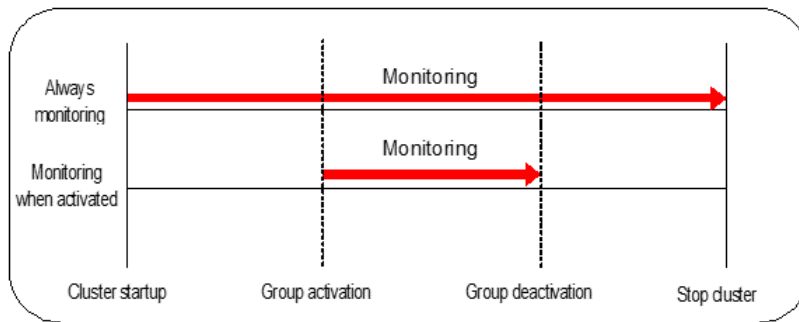 Monitoring
Always
monitoring
Monitoring
Monitoring
when activated
Cluster startup
Group activation
Group deactivation
Stop cluster